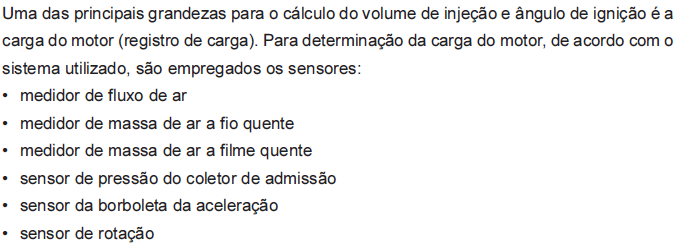 Uma das principais grandezas para o cálculo do volume de injeção e ângulo de ignição é a
carga do motor (registro de carga). Para determinação da carga do motor, de acordo com o
sistema utilizado, são empregados os sensores:
• medidor de fluxo de ar
• medidor de massa de ar a fio quente
• medidor de massa de ar a filme quente
• sensor de pressão do coletor de admissão
• sensor da borboleta da aceleração
• sensor de rotação